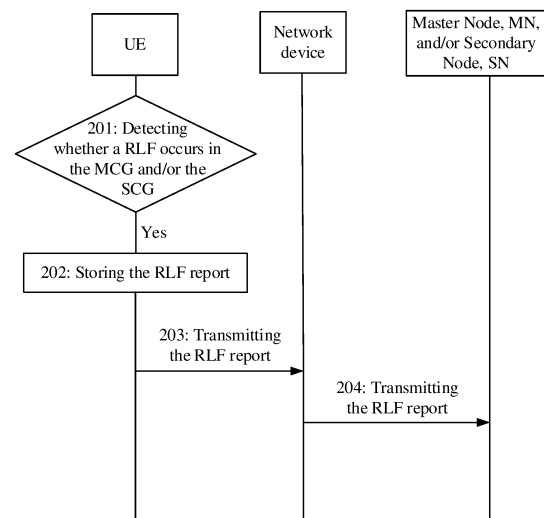 UE
Network
device
Master Node, MN,
and/or Secondary
Node, SN
201: Detecting
whether a RLF occurs in
the MCG and/or the
SCG
Yes
202: Storing the RLF report
203: Transmitting
the RLF report
204: Transmitting
the RLF report